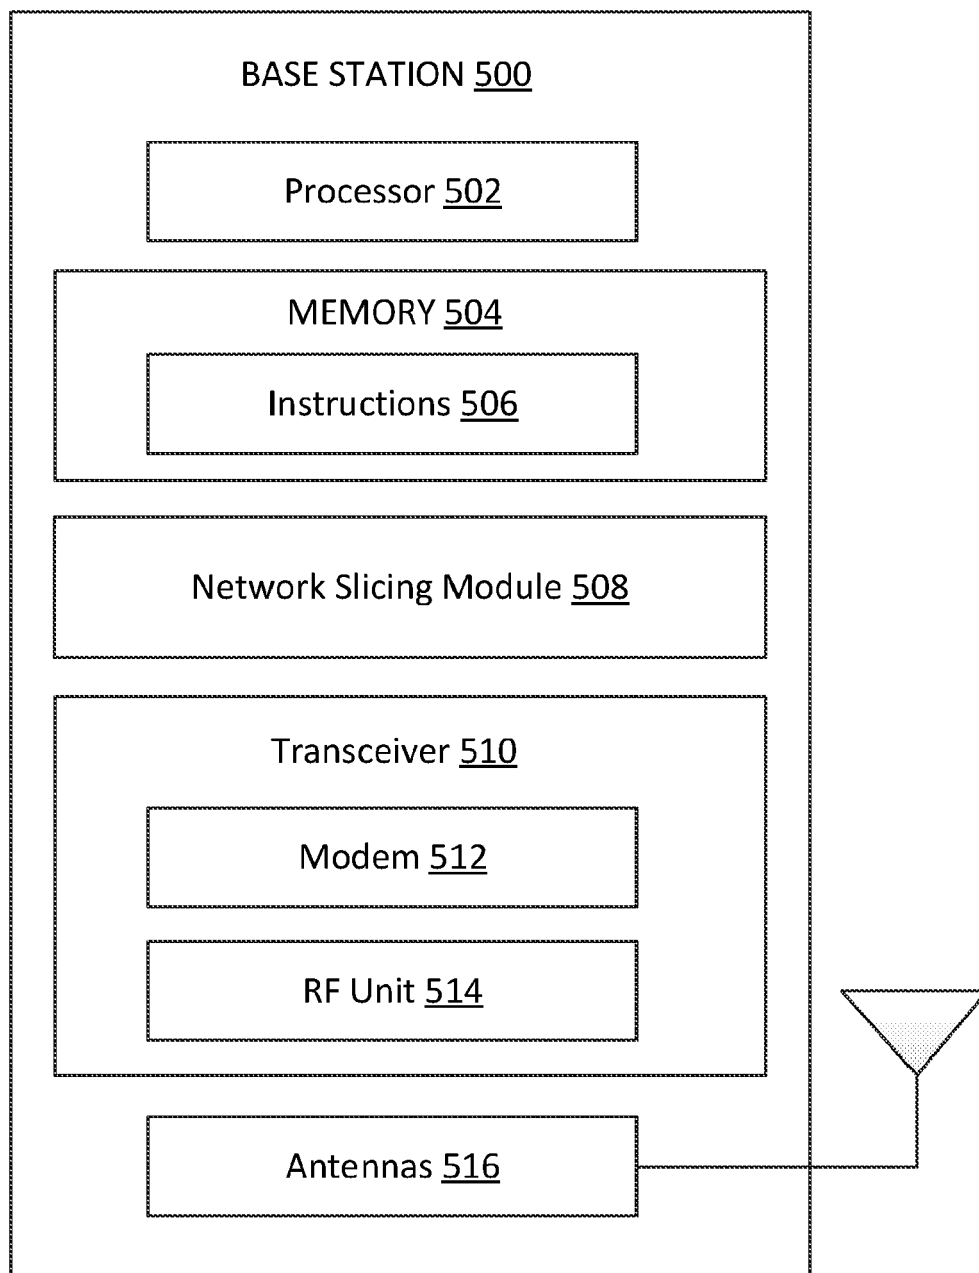 BASE STATION 500
Processor 502
MEMORY 504
Instructions 506
Network Slicing Module 508
Transceiver 510
Modem 512
RF Unit 514
Antennas 516